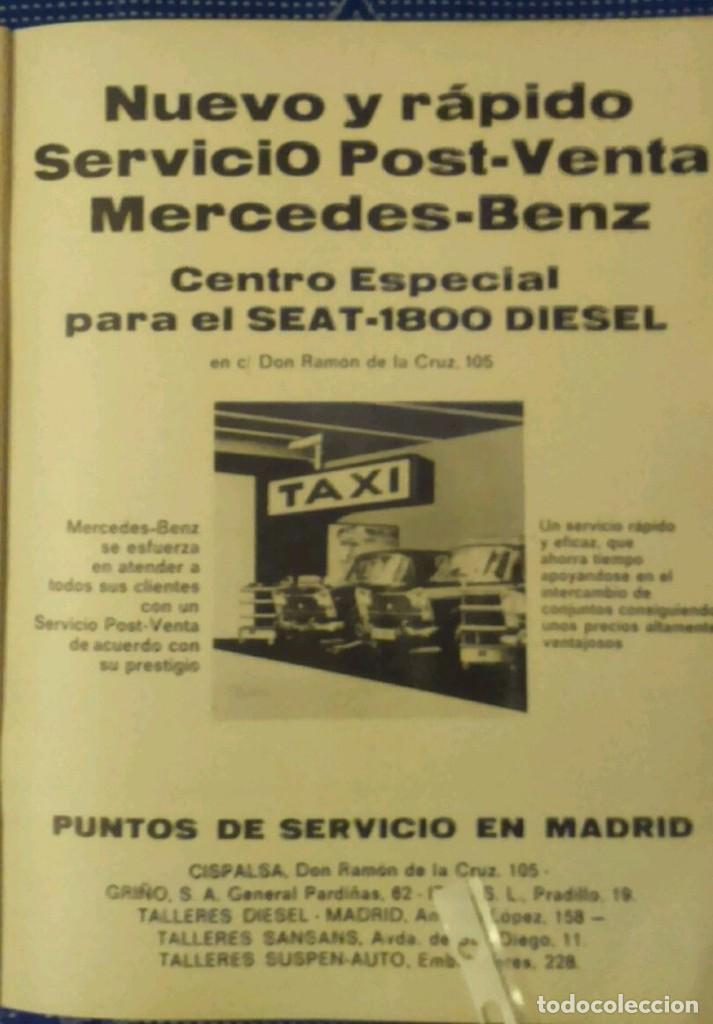 Nuevo y rápido
Servicio Post-Venta
Mercedes-Benz
Centro Especial
para el SEAT-1800 DIESEL
en c/ Don Ramon de la Cruz, 105
TAXI
Mercedes-Benz
se esfuerza
en atender a
todos sus clientes
con un
Servicio Post-Venta
de acuerdo con
su prestigio
Un servicio rápido
y eficaz, que
ahorra tiempo
apoyandose en el
intercambio de
conjuntos consiguiendo
unos precios altamente
ventajosos
PUNTOS DE SERVICIO EN MADRID
CISPALSA, Don Ramón de la Cruz, 105 -
GRIÑO, S. A. General Pardiñas, 62 - S. L., Pradillo, 19.
TALLERES DIESEL - MADRID, López, 158 —
TALLERES SANSANS, Avda. de Diego, 11.
TALLERES SUSPEN-AUTO, 228.
todocoleccion